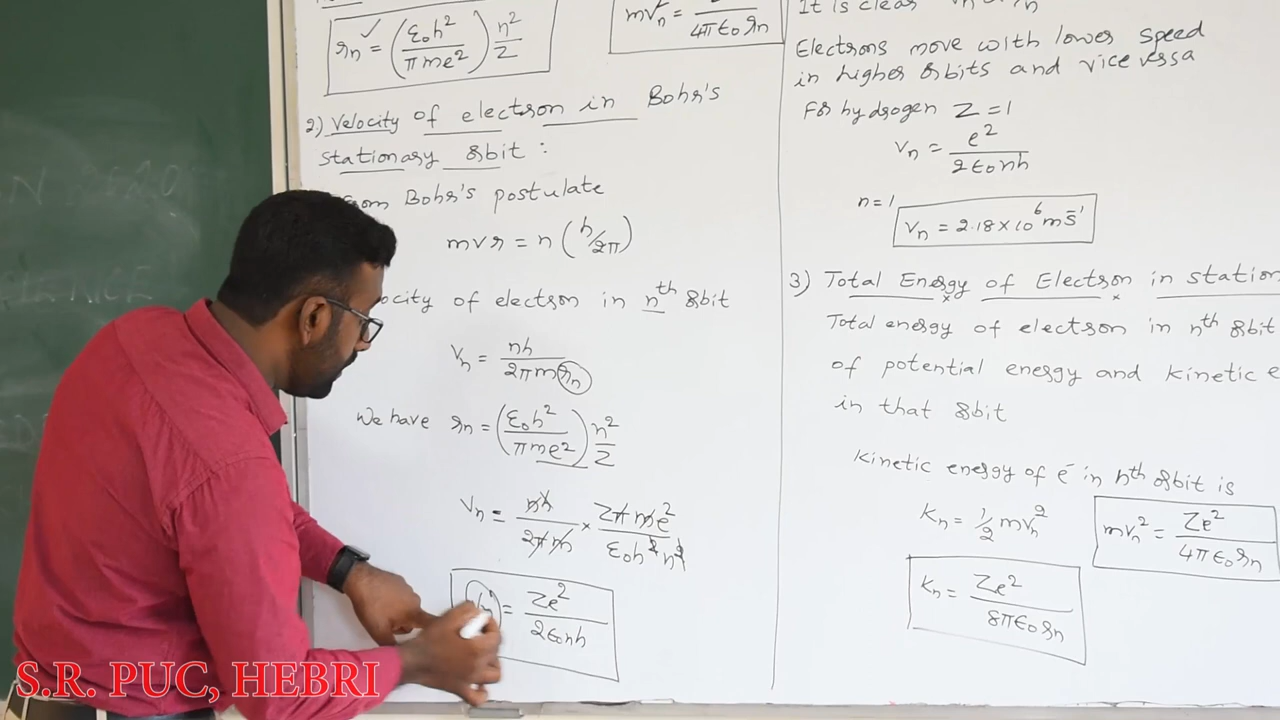 rn = (ε0h²/πme²) n²/Z
mvn² = /4πε0rn
2) Velocity of electron in Bohr's
stationary orbit :
From Bohr's postulate
mvr = n (h/2π)
of electron in nth orbit
Vn = nh/2πmrn
We have rn = (ε0h²/πme²) n²/Z
Vn = nh/2πm × Zπme²/ε0h²n²
Vn = Ze²/2ε0nh
It is clear
Electrons move with lower speed
in higher orbits and vice versa
For hydrogen Z = 1
Vn = e²/2ε0nh
n = 1
Vn = 2.18 × 10⁶ ms⁻¹
3) Total Energy of Electron in station
Total energy of electron in nth orbit
of potential energy and kinetic e
in that orbit
Kinetic energy of e⁻ in nth orbit is
Kn = 1/2 mvn²
mvn² = Ze²/4πε0rn
Kn = Ze²/8πε0rn
S.R. PUC, HEBRI